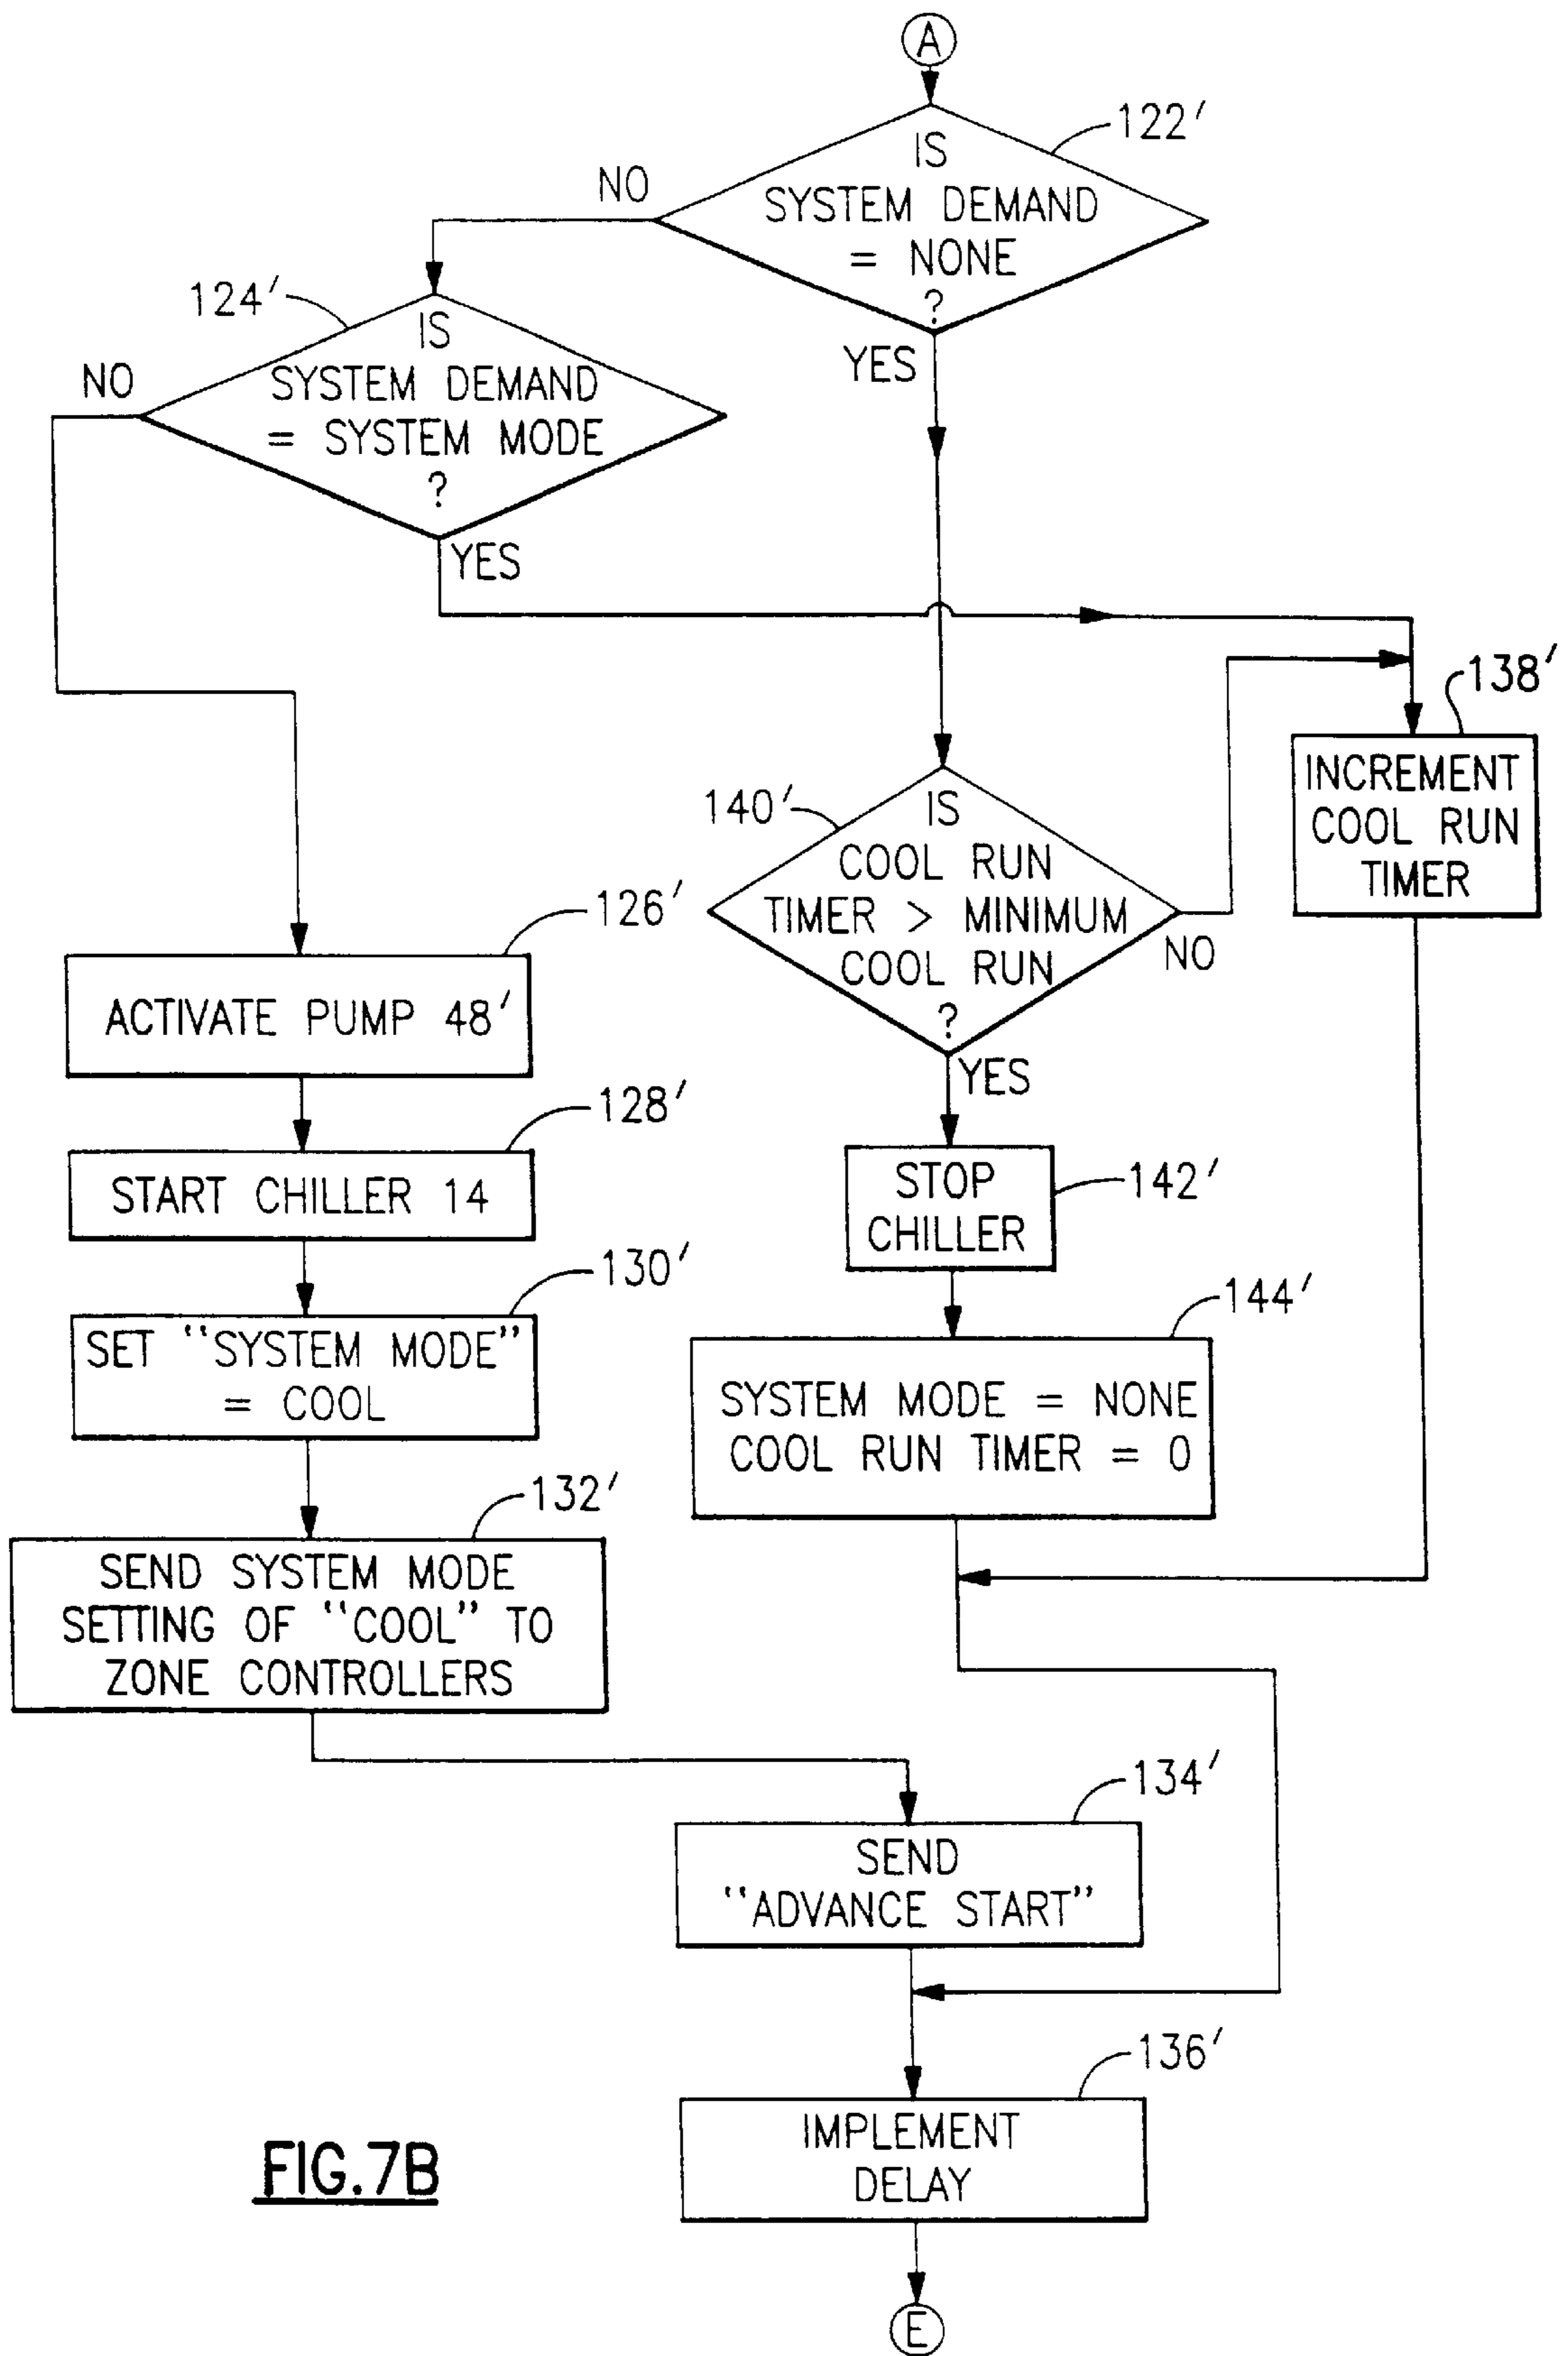 A
122'
IS
SYSTEM DEMAND
= NONE
?
NO
YES
124'
IS
SYSTEM DEMAND
= SYSTEM MODE
?
NO
YES
138'
INCREMENT
COOL RUN
TIMER
140'
IS
COOL RUN
TIMER > MINIMUM
COOL RUN
?
NO
YES
126'
ACTIVATE PUMP 48'
128'
START CHILLER 14
130'
SET "SYSTEM MODE"
= COOL
132'
SEND SYSTEM MODE
SETTING OF "COOL" TO
ZONE CONTROLLERS
142'
STOP
CHILLER
144'
SYSTEM MODE = NONE
COOL RUN TIMER = 0
134'
SEND
"ADVANCE START"
136'
IMPLEMENT
DELAY
E
FIG.7B